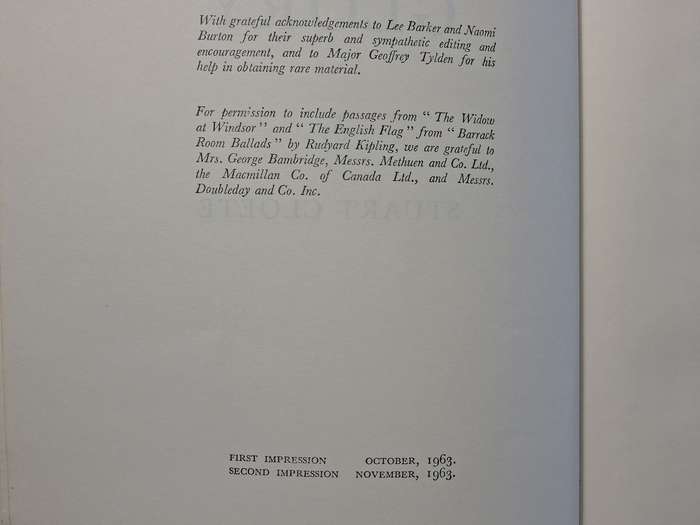 With grateful acknowledgements to Lee Barker and Naomi
Burton for their superb and sympathetic editing and
encouragement, and to Major Geoffrey Tylden for his
help in obtaining rare material.
For permission to include passages from “ The Widow
at Windsor ” and “ The English Flag ” from “ Barrack
Room Ballads ” by Rudyard Kipling, we are grateful to
Mrs. George Bambridge, Messrs. Methuen and Co. Ltd.,
the Macmillan Co. of Canada Ltd., and Messrs.
Doubleday and Co. Inc.
STUART CLOETE
FIRST IMPRESSION OCTOBER, 1963.
SECOND IMPRESSION NOVEMBER, 1963.